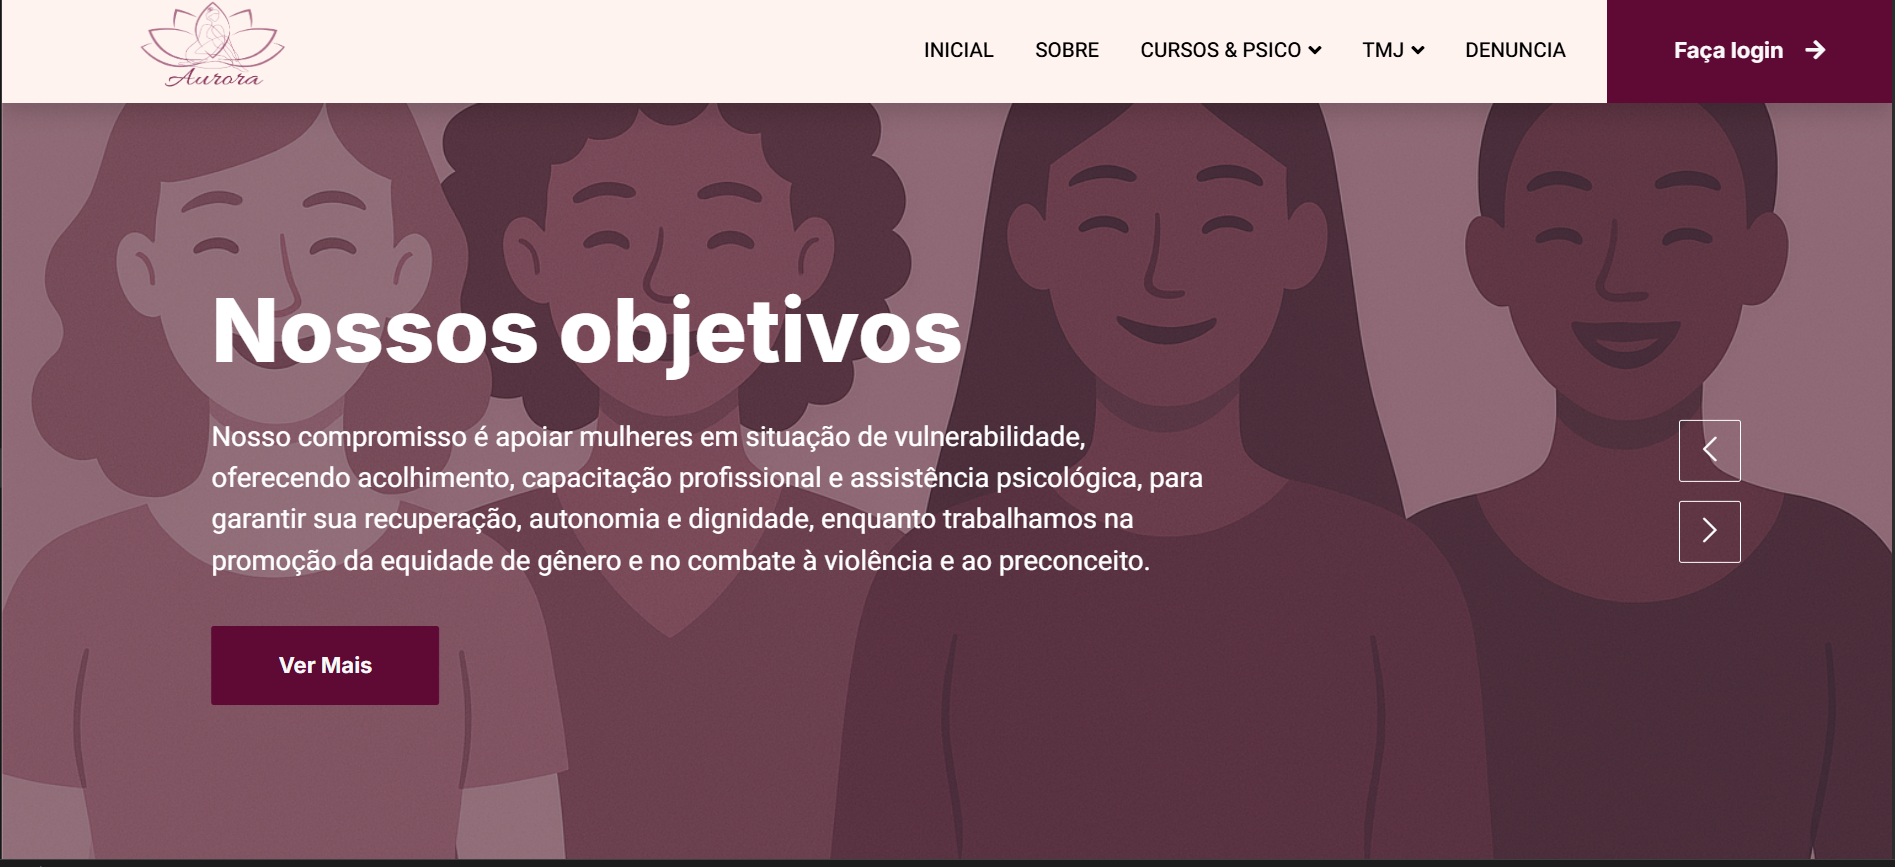 Aurora
INICIAL
SOBRE
CURSOS & PSICO
TMJ
DENUNCIA
Faça login
Nossos objetivos
Nosso compromisso é apoiar mulheres em situação de vulnerabilidade,
oferecendo acolhimento, capacitação profissional e assistência psicológica, para
garantir sua recuperação, autonomia e dignidade, enquanto trabalhamos na
promoção da equidade de gênero e no combate à violência e ao preconceito.
Ver Mais